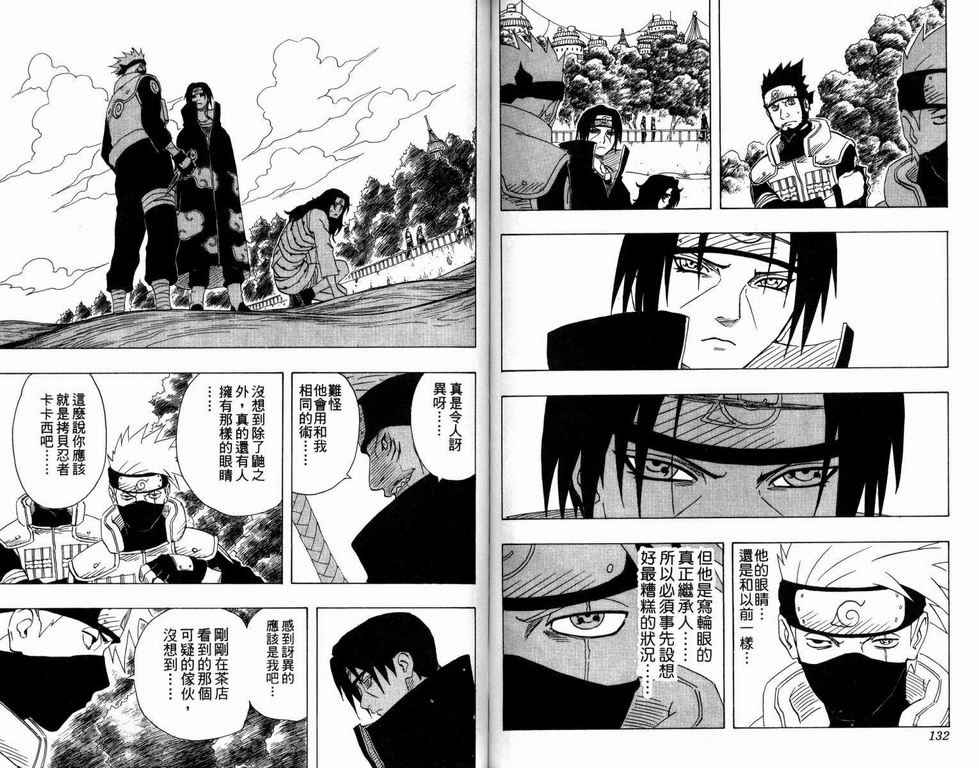 他的眼睛……
還是和以前一樣…
但他是寫輪眼的
真正繼承人……
所以必須事先設想
好最糟糕的狀況……
132
真是令人訝
異呀……
難怪
他會用和我
相同的術……
沒想到除了鼬之
外，真的還有人
擁有那樣的眼睛
……
這麼說你應該
就是拷貝忍者
卡卡西吧……
感到訝異的
應該是我吧…
剛剛在茶店
看到的那個
可疑的傢伙，
沒想到……